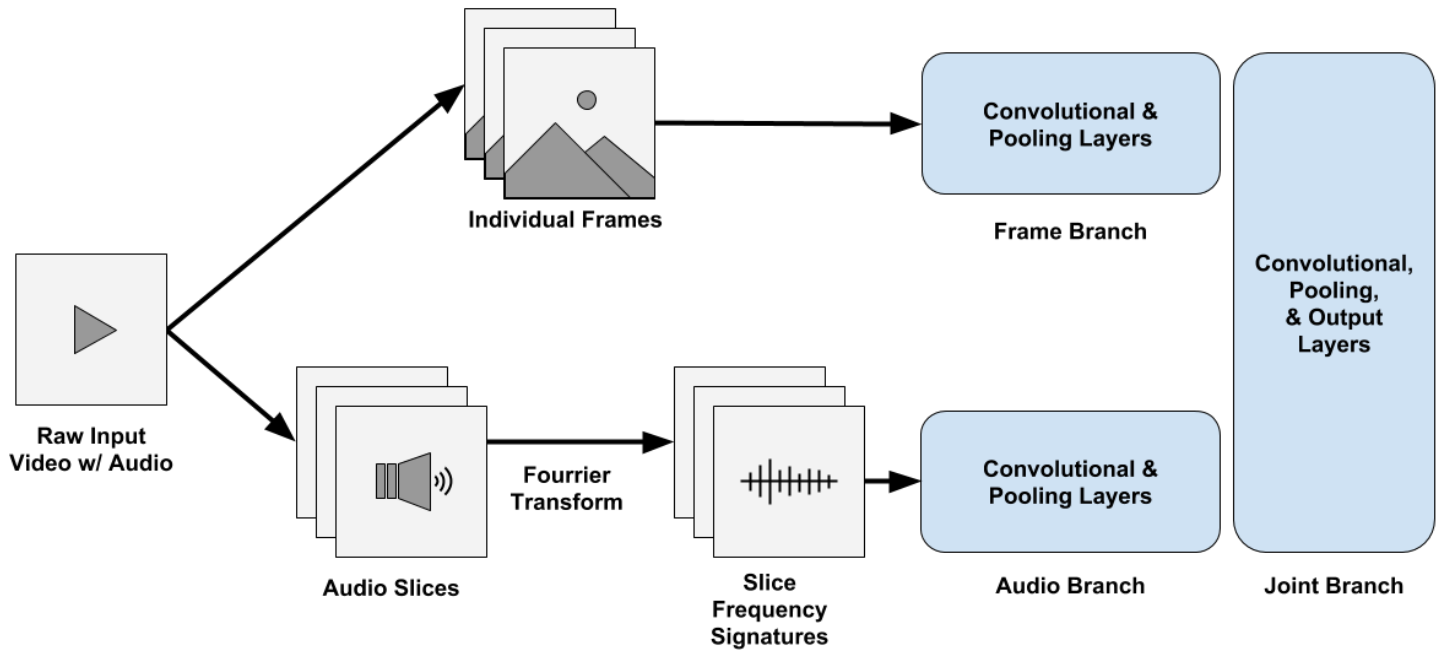 Individual Frames
Convolutional &
Pooling Layers
Frame Branch
Convolutional,
Pooling,
& Output
Layers
Raw Input
Video w/ Audio
Audio Slices
Fourrier
Transform
Slice
Frequency
Signatures
Convolutional &
Pooling Layers
Audio Branch
Joint Branch